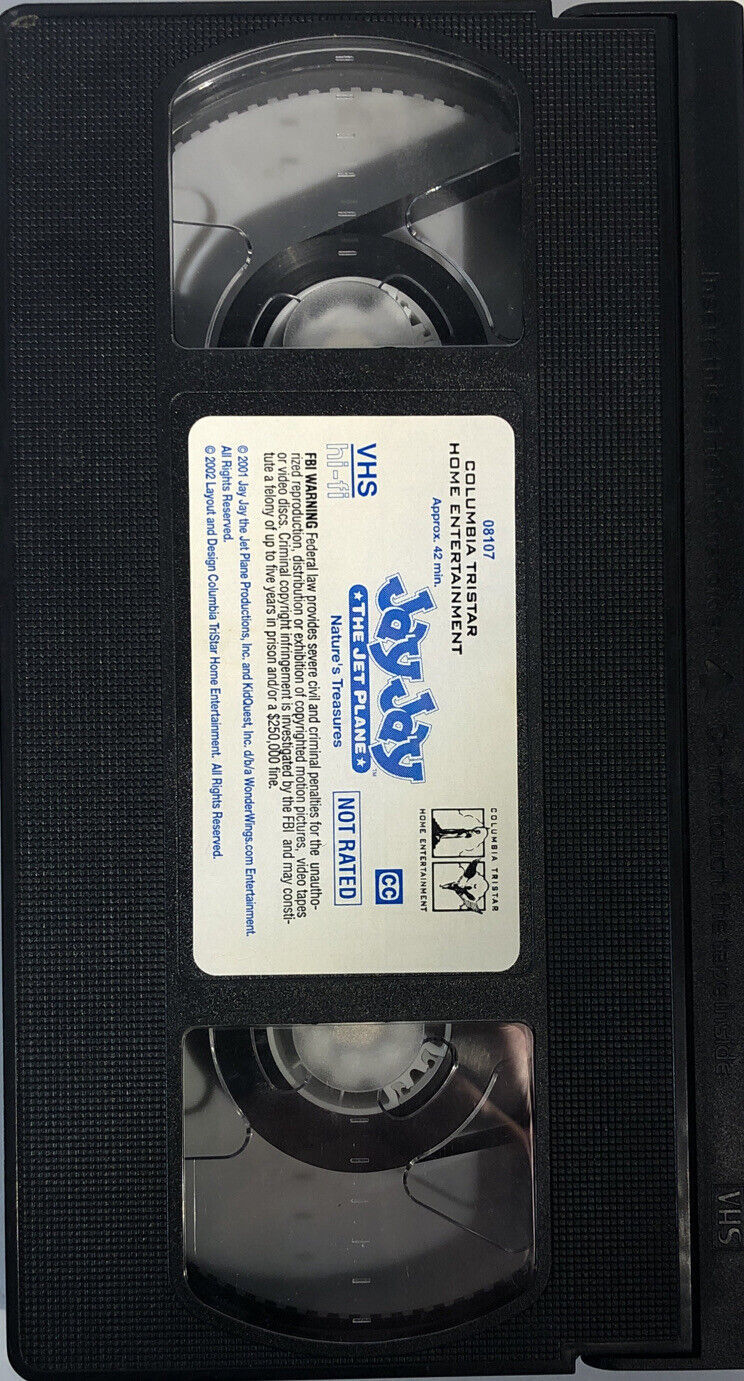 COLUMBIA TRISTAR
HOME ENTERTAINMENT
08107
Approx. 42 min.
COLUMBIA TRISTAR
HOME ENTERTAINMENT
Jay Jay
THE JET PLANE™
Nature's Treasures
VHS
hi-fi
CC
NOT RATED
FBI WARNING Federal law provides severe civil and criminal penalties for the unautho-
rized reproduction, distribution or exhibition of copyrighted motion pictures, video tapes
or video discs. Criminal copyright infringement is investigated by the FBI and may consti-
tute a felony of up to five years in prison and/or a $250,000 fine.
© 2001 Jay Jay the Jet Plane Productions, Inc. and KidQuest, Inc. d/b/a WonderWings.com Entertainment.
All Rights Reserved.
© 2002 Layout and Design Columbia TriStar Home Entertainment. All Rights Reserved.
Insert this
tape inside
VHS